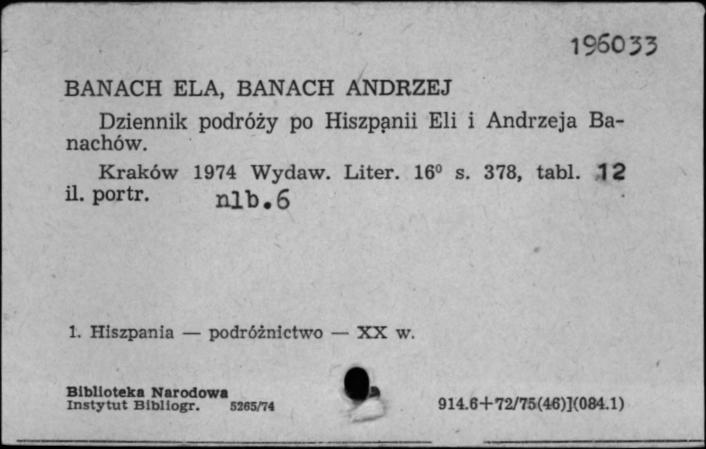 196033
BANACH ELA, BANACH ANDRZEJ
Dziennik podróży po Hiszpanii Eli i Andrzeja Ba-
nachów.
Kraków 1974 Wydaw. Liter. 16⁰ s. 378, tabl. 12
il. portr. nlb.6
1. Hiszpania — podróżnictwo — XX w.
Biblioteka Narodowa
Instytut Bibliogr. 5265/74 914.6+72/75(46)](084.1)